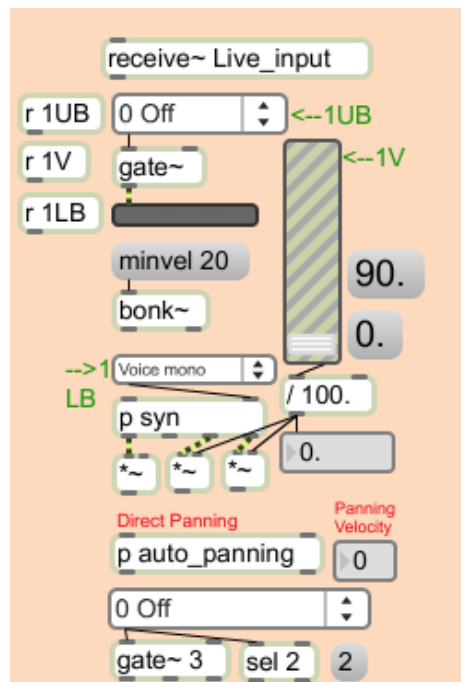 receive~ Live_input
r 1UB
0 Off
<--1UB
r 1V
gate~
<--1V
r 1LB
minvel 20
90.
bonk~
0.
-->1
LB
Voice mono
/ 100.
p syn
0.
*~
*~
*~
Direct Panning
Panning
Velocity
p auto_panning
0
0 Off
gate~ 3
sel 2
2